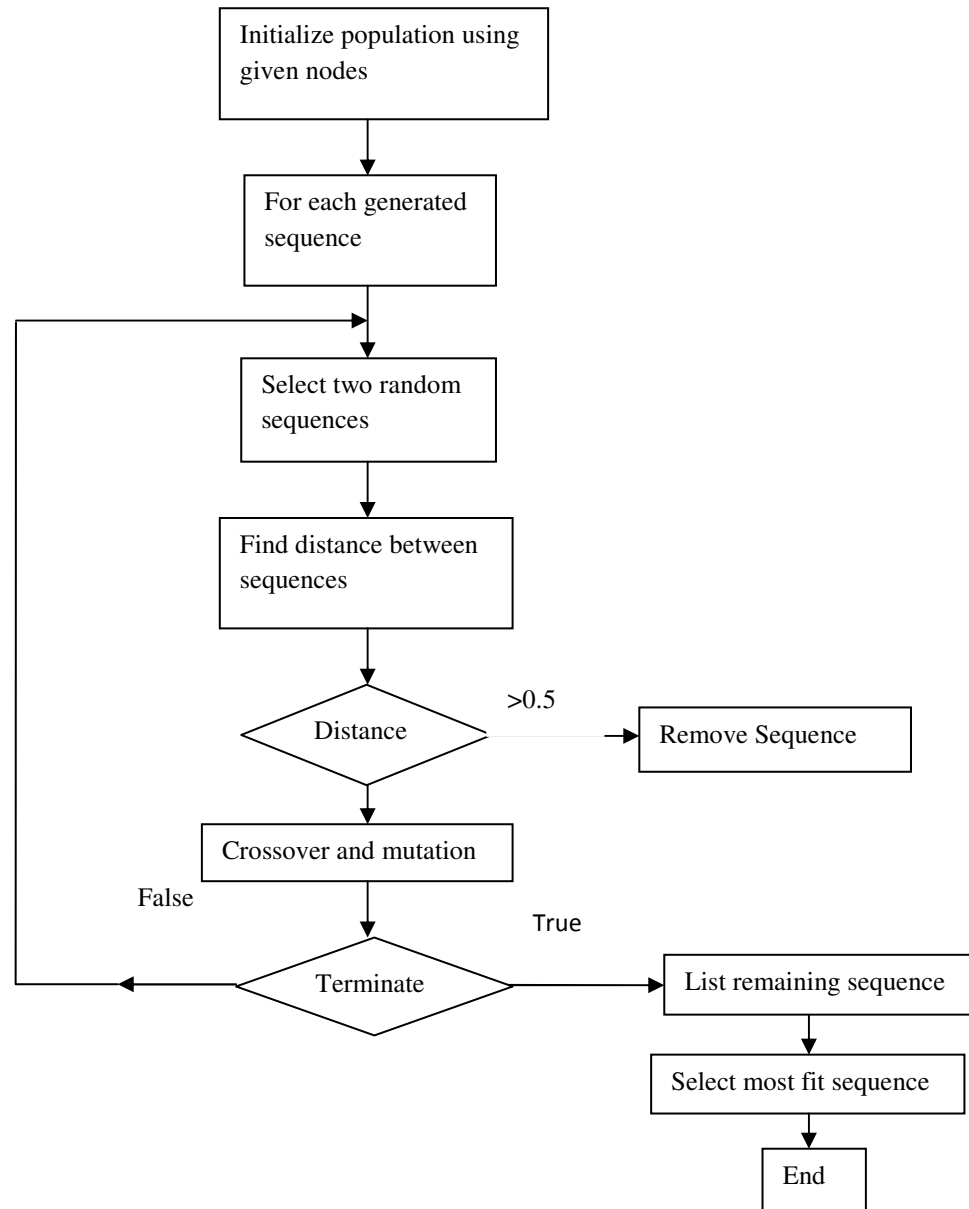 Initialize population using
given nodes
For each generated
sequence
Select two random
sequences
Find distance between
sequences
>0.5
Distance
Remove Sequence
Crossover and mutation
False
True
Terminate
List remaining sequence
Select most fit sequence
End